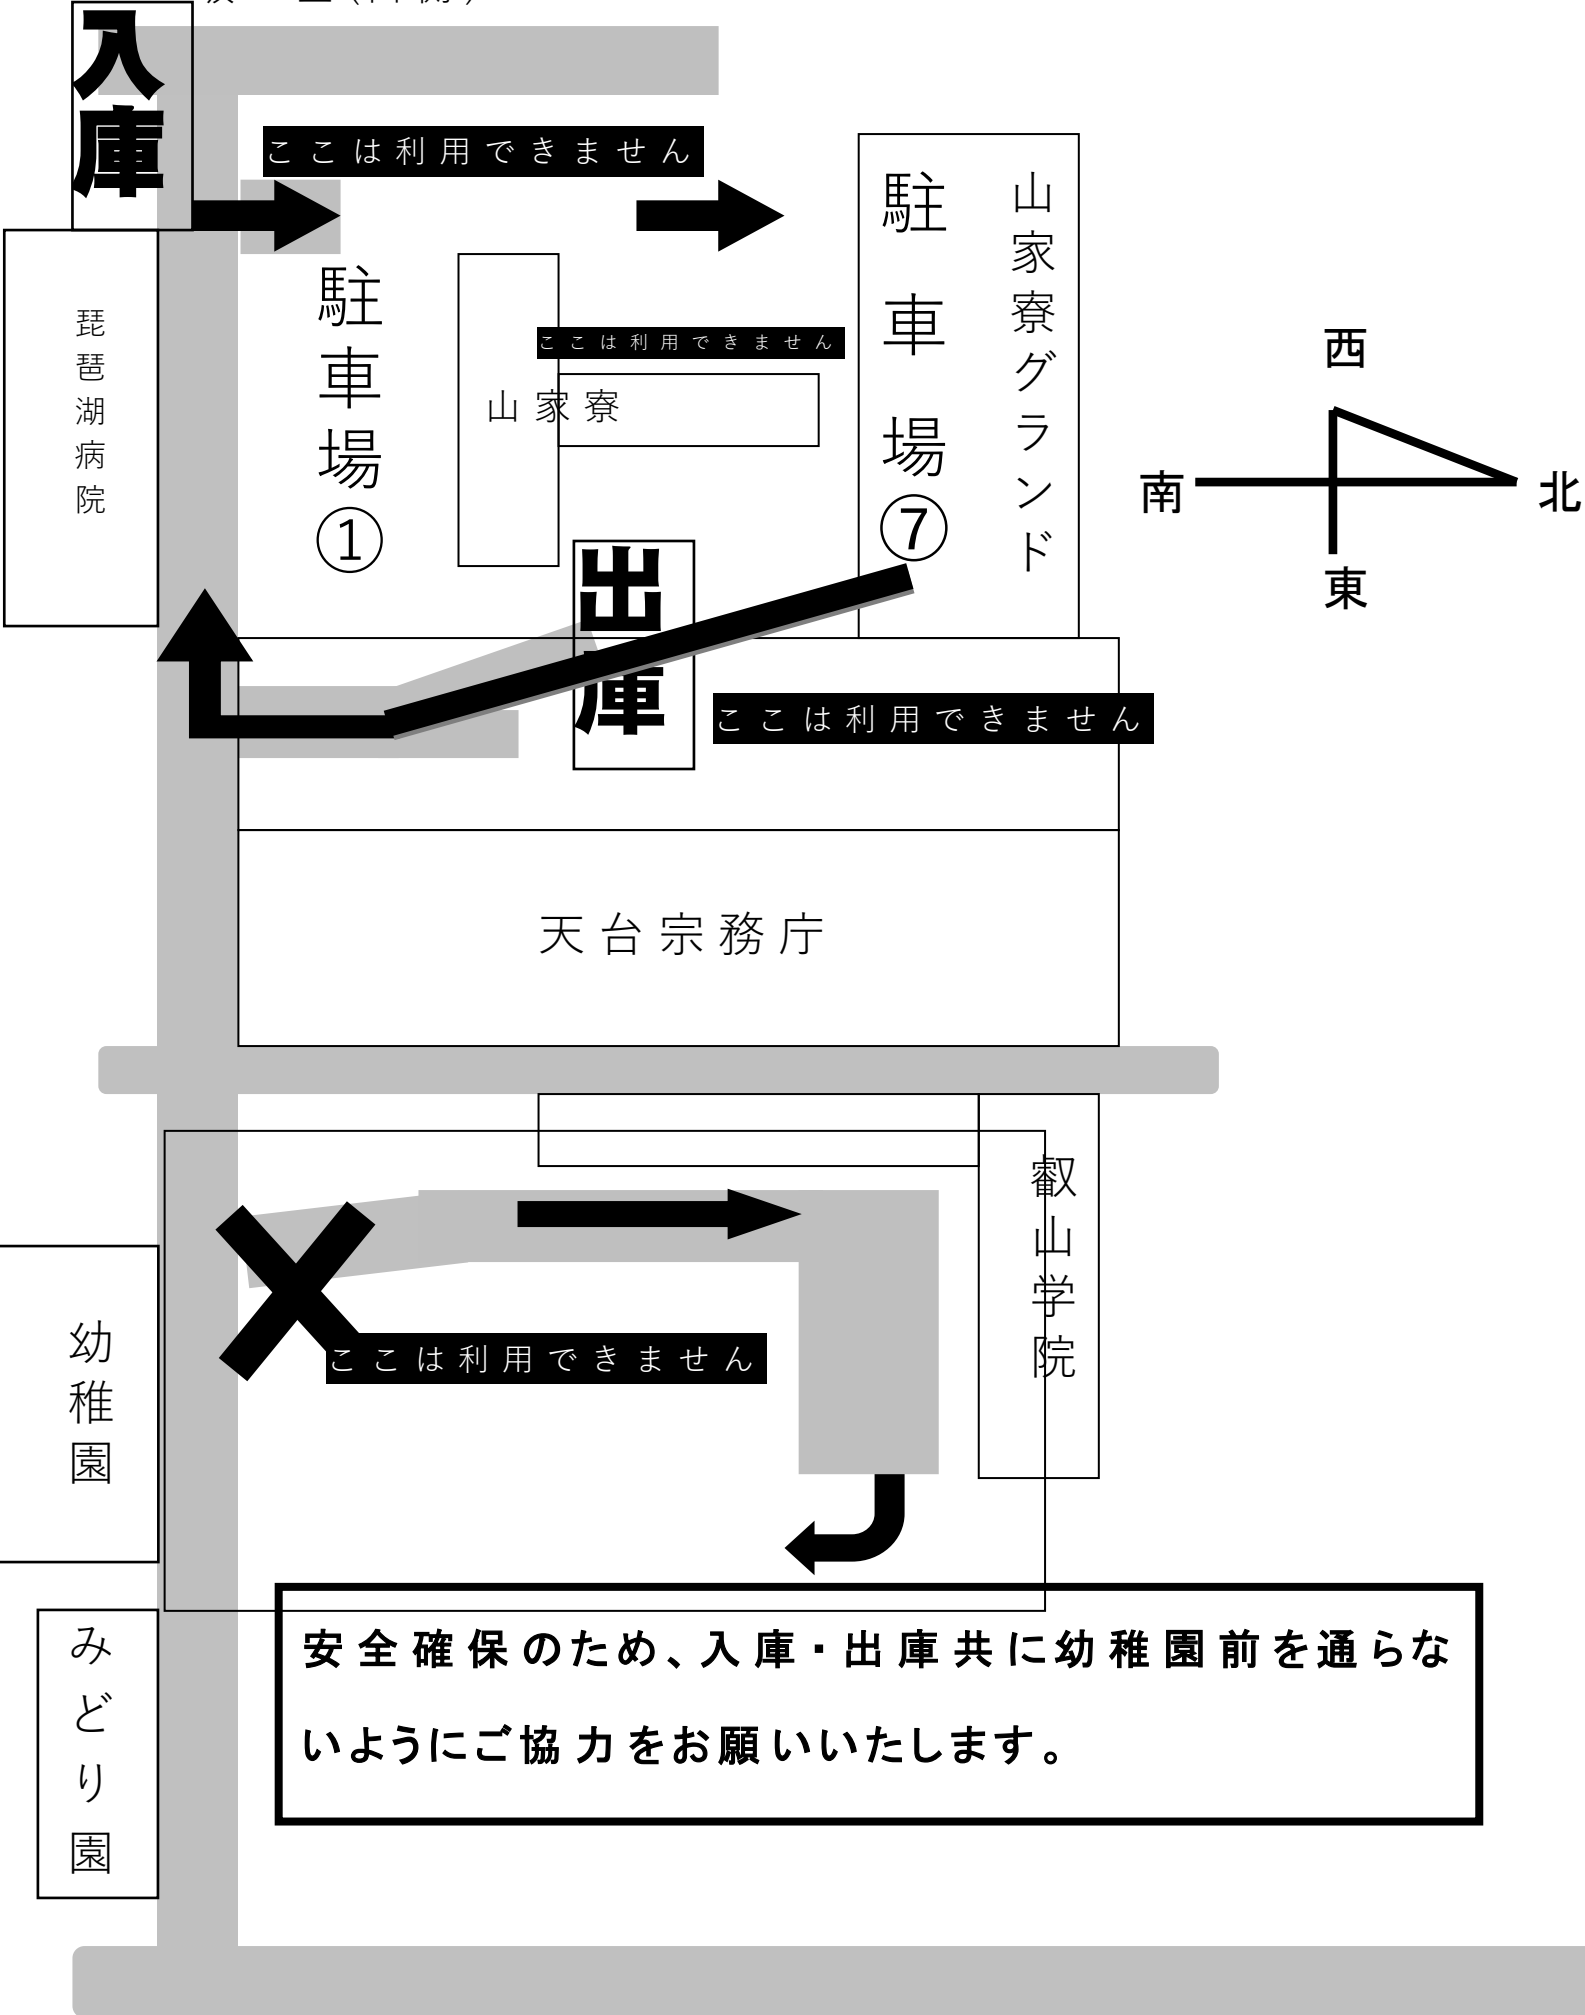 入庫
ここは利用できません
駐車場①
琵琶湖病院
ここは利用できません
山家寮
駐車場⑦
山家寮グランド
西
南
北
東
出庫
ここは利用できません
天台宗務庁
叡山学院
ここは利用できません
幼稚園
みどり園
安全確保のため、入庫・出庫共に幼稚園前を通らな
いようにご協力をお願いいたします。